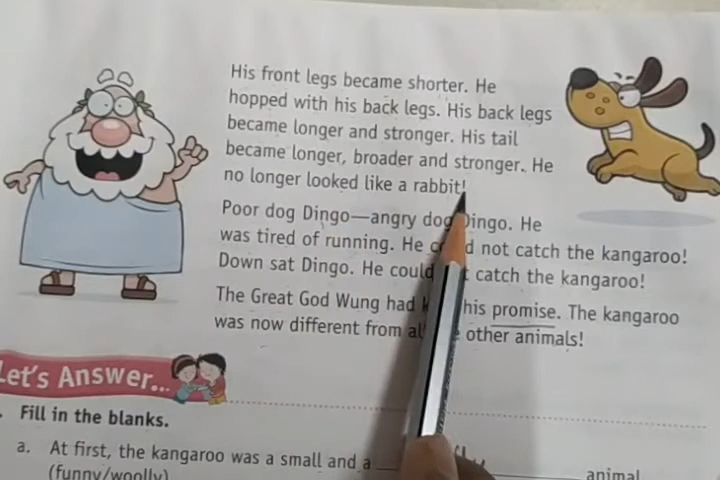 His front legs became shorter. He
hopped with his back legs. His back legs
became longer and stronger. His tail
became longer, broader and stronger. He
no longer looked like a rabbit!
Poor dog Dingo—angry dog Dingo. He
was tired of running. He could not catch the kangaroo!
Down sat Dingo. He could not catch the kangaroo!
The Great God Wung had kept his promise. The kangaroo
was now different from all the other animals!
Let's Answer...
Fill in the blanks.
a. At first, the kangaroo was a small and a animal
(funny/woolly)